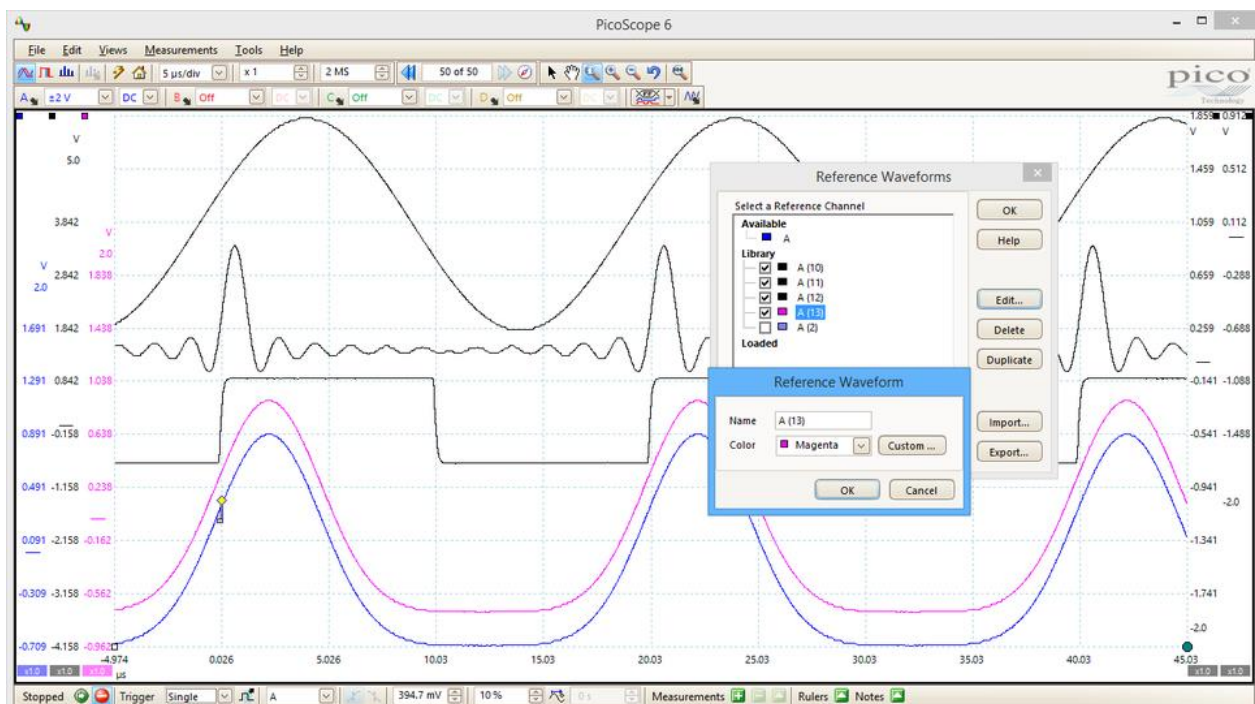 PicoScope 6
File Edit Views Measurements Tools Help
5 µs/div x 1 2 MS 50 of 50
pico
Technology
A ±2 V DC B Off DC C Off DC D Off DC
1.859 0.912
V V V
5.0
1.459 0.512
3.842 1.059 0.112
V
2.0
V 2.842 1.838 0.659 -0.288
2.0
1.691 1.842 1.438 0.259 -0.688
1.291 0.842 1.038 -0.141 -1.088
0.891 -0.158 0.638 -0.541 -1.488
0.491 -1.158 0.238 -0.941
-2.0
0.091 -2.158 -0.162 -1.341
-0.309 -3.158 -0.562 -1.741
-2.0
-0.709 -4.158 -0.962
-4.974 0.026 5.026 10.03 15.03 20.03 25.03 30.03 35.03 40.03 45.03
x1.0 x1.0 x1.0 µs x1.0 x1.0
Reference Waveforms
Select a Reference Channel
Available
A
Library
A (10)
A (11)
A (12)
A (13)
A (2)
Loaded
OK
Help
Edit...
Delete
Duplicate
Import...
Export...
Reference Waveform
Name A (13)
Color Magenta Custom ...
OK Cancel
Stopped Trigger Single A 394.7 mV 10 % 0 s Measurements Rulers Notes